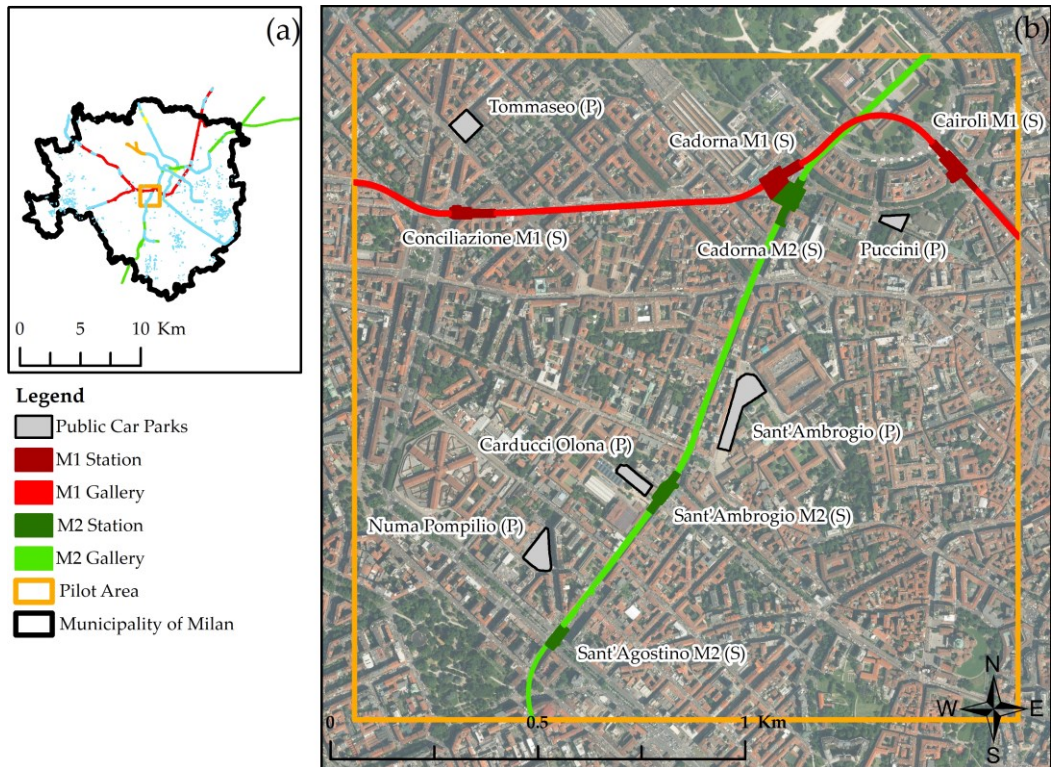 (a)
0 5 10 Km
Legend
Public Car Parks
M1 Station
M1 Gallery
M2 Station
M2 Gallery
Pilot Area
Municipality of Milan
(b)
Tommaseo (P)
Cadorna M1 (S)
Cairoli M1 (S)
Conciliazione M1 (S)
Cadorna M2 (S)
Puccini (P)
Sant'Ambrogio (P)
Carducci Olona (P)
Sant'Ambrogio M2 (S)
Numa Pompilio (P)
Sant'Agostino M2 (S)
N
W E
S
0 0.5 1 Km